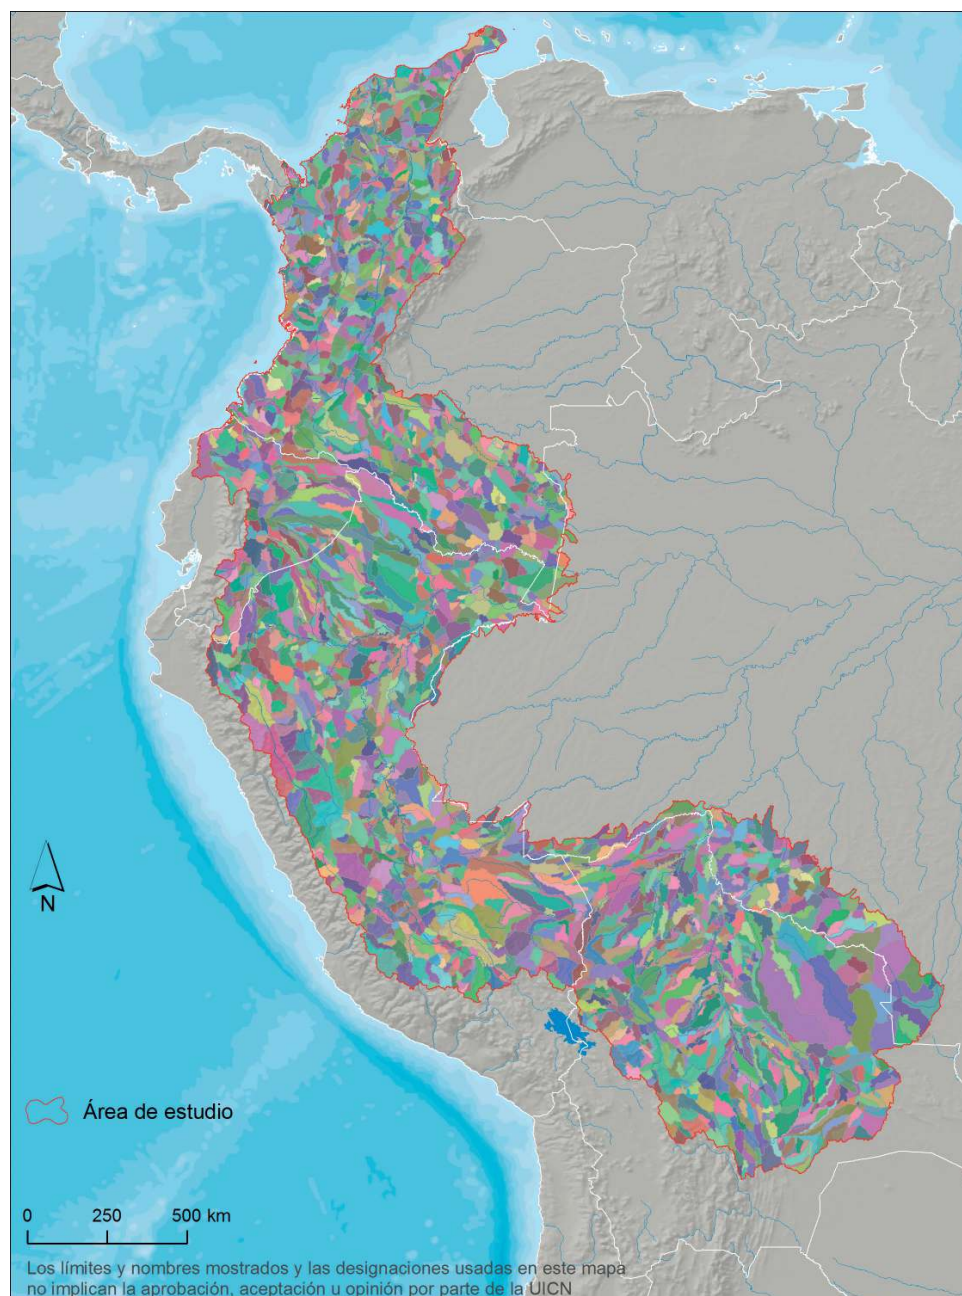 N
Área de estudio
0 250 500 km
Los límites y nombres mostrados y las designaciones usadas en este mapa
no implican la aprobación, aceptación u opinión por parte de la UICN